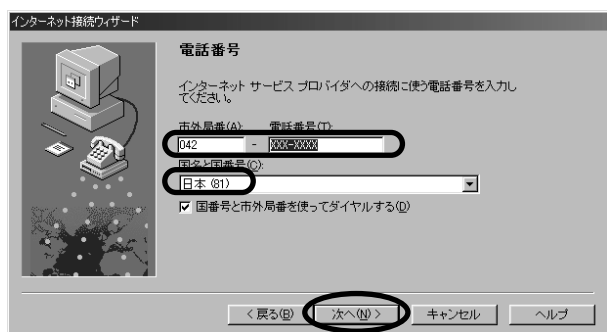 インターネット接続ウィザード
電話番号
インターネット サービス プロバイダへの接続に使う電話番号を入力し
てください。
市外局番(A): 電話番号(T):
042 - XXX-XXXX
国名と国番号(C):
日本 (81)
国番号と市外局番を使ってダイヤルする(D)
< 戻る(B) 次へ(N) > キャンセル ヘルプ